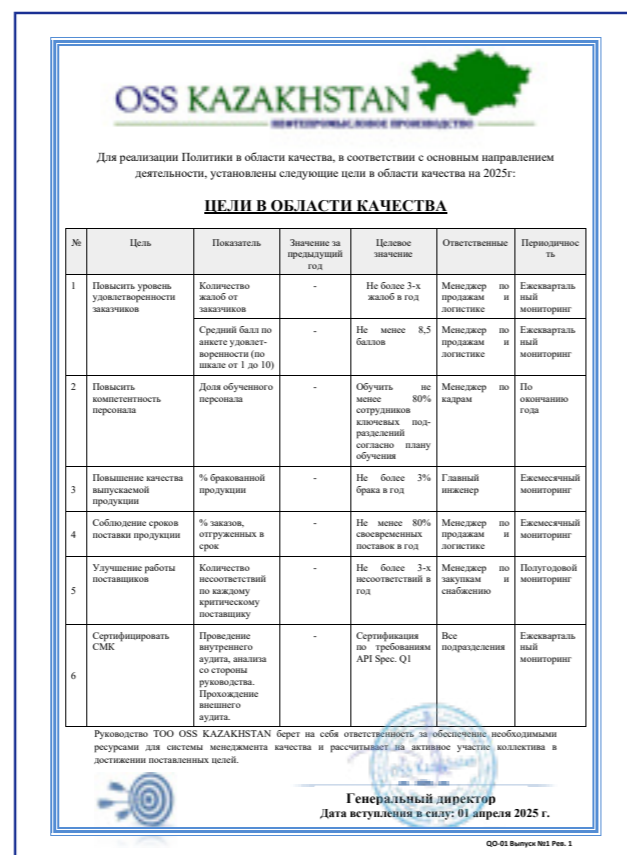 OSS KAZAKHSTAN
НЕФТЕПРОМЫСЛОВОЕ ПРОИЗВОДСТВО
Для реализации Политики в области качества, в соответствии с основным направлением
деятельности, установлены следующие цели в области качества на 2025г:
ЦЕЛИ В ОБЛАСТИ КАЧЕСТВА
№ Цель Показатель Значение за предыдущий год Целевое значение Ответственные Периодичнос ть
1 Повысить уровень удовлетворенности заказчиков Количество жалоб от заказчиков - Не более 3-х жалоб в год Менеджер по продажам и логистике Ежекварталь ный мониторинг
Средний балл по анкете удовлет- воренности (по шкале от 1 до 10) - Не менее 8,5 баллов Менеджер по продажам и логистике Ежекварталь ный мониторинг
2 Повысить компетентность персонала Доля обученного персонала - Обучить не менее 80% сотрудников ключевых под- разделений согласно плану обучения Менеджер по кадрам По окончанию года
3 Повышение качества выпускаемой продукции % бракованной продукции - Не более 3% брака в год Главный инженер Ежемесячный мониторинг
4 Соблюдение сроков поставки продукции % заказов, отгруженных в срок - Не менее 80% своевременных поставок в год Менеджер по продажам и логистике Ежемесячный мониторинг
5 Улучшение работы поставщиков Количество несоответствий по каждому критическому поставщику - Не более 3-х несоответствий в год Менеджер по закупкам и снабжению Полугодовой мониторинг
6 Сертифицировать СМК Проведение внутреннего аудита, анализа со стороны руководства. Прохождение внешнего аудита. - Сертификация по требованиям API Spec. Q1 Все подразделения Ежекварталь ный мониторинг
Руководство ТОО OSS KAZAKHSTAN берет на себя ответственность за обеспечение необходимыми
ресурсами для системы менеджмента качества и рассчитывает на активное участие коллектива в
достижении поставленных целей.
Генеральный директор
Дата вступления в силу: 01 апреля 2025 г.
QO-01 Выпуск №1 Рев. 1